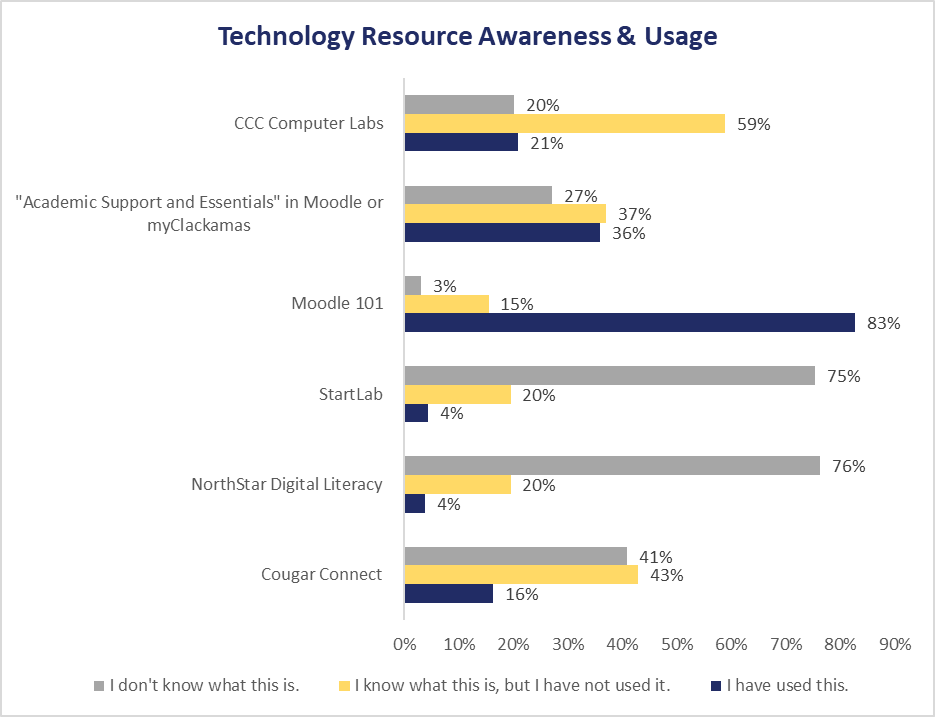 Technology Resource Awareness & Usage
CCC Computer Labs
20%
59%
21%
"Academic Support and Essentials" in Moodle or
myClackamas
27%
37%
36%
Moodle 101
3%
15%
83%
StartLab
75%
20%
4%
NorthStar Digital Literacy
76%
20%
4%
Cougar Connect
41%
43%
16%
0% 10% 20% 30% 40% 50% 60% 70% 80% 90%
I don't know what this is. I know what this is, but I have not used it. I have used this.